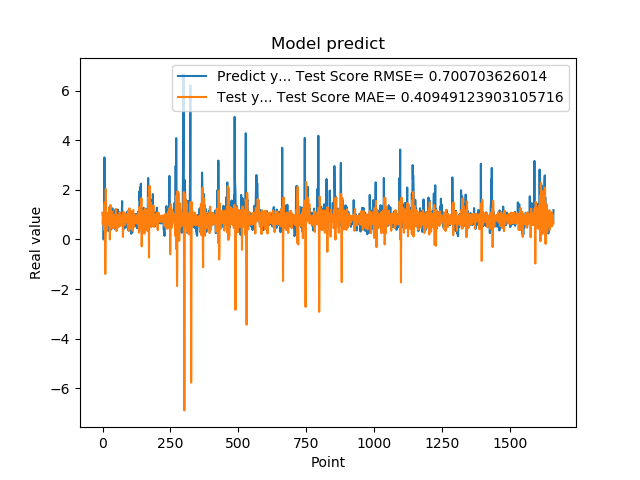 Model predict
Predict y... Test Score RMSE= 0.700703626014
Test y... Test Score MAE= 0.40949123903105716
Real value
6
4
2
0
−2
−4
−6
0 250 500 750 1000 1250 1500
Point